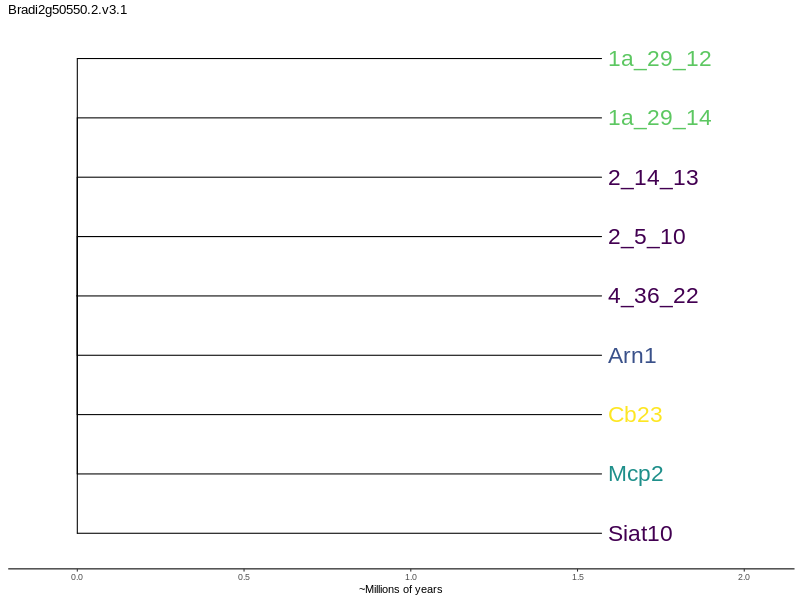 Bradi2g50550.2.v3.1
1a_29_12
1a_29_14
2_14_13
2_5_10
4_36_22
Arn1
Cb23
Mcp2
Siat10
0.0 0.5 1.0 1.5 2.0
~Millions of years